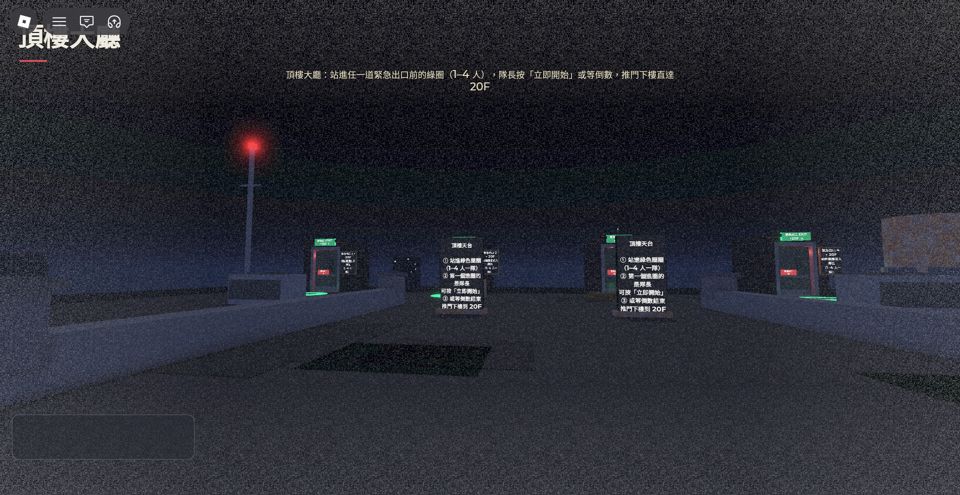 頂樓大廳
頂樓大廳：站進任一道緊急出口前的綠圈（1–4 人），隊長按「立即開始」或等倒數，推門下樓直達
20F
頂樓天台
① 站進綠色圈圈
（1–4 人一隊）
② 第一個進圈的
是隊長
可按「立即開始」
③ 或等倒數結束
推門下樓到 20F
頂樓天台
① 站進綠色圈圈
（1–4 人一隊）
② 第一個進圈的
是隊長
可按「立即開始」
③ 或等倒數結束
推門下樓到 20F